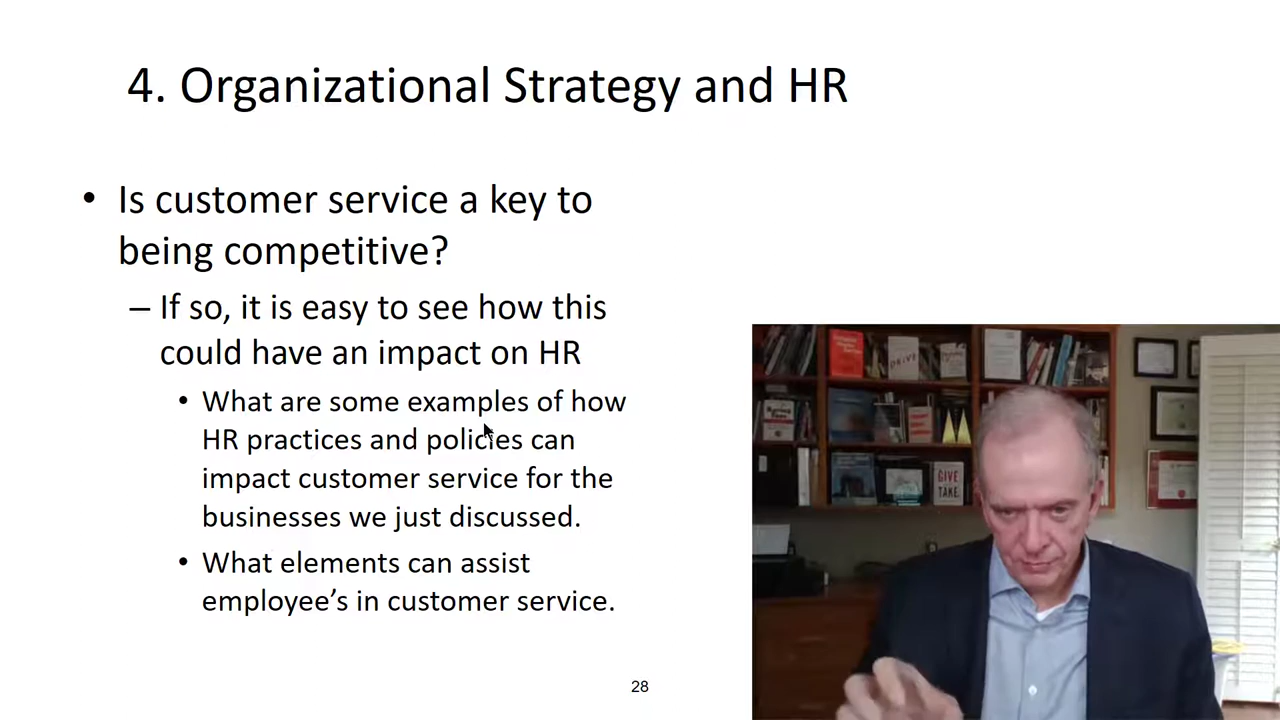 4. Organizational Strategy and HR
• Is customer service a key to
being competitive?
– If so, it is easy to see how this
could have an impact on HR
• What are some examples of how
HR practices and policies can
impact customer service for the
businesses we just discussed.
• What elements can assist
employee’s in customer service.
28
DRIVE
GIVE
TAKE